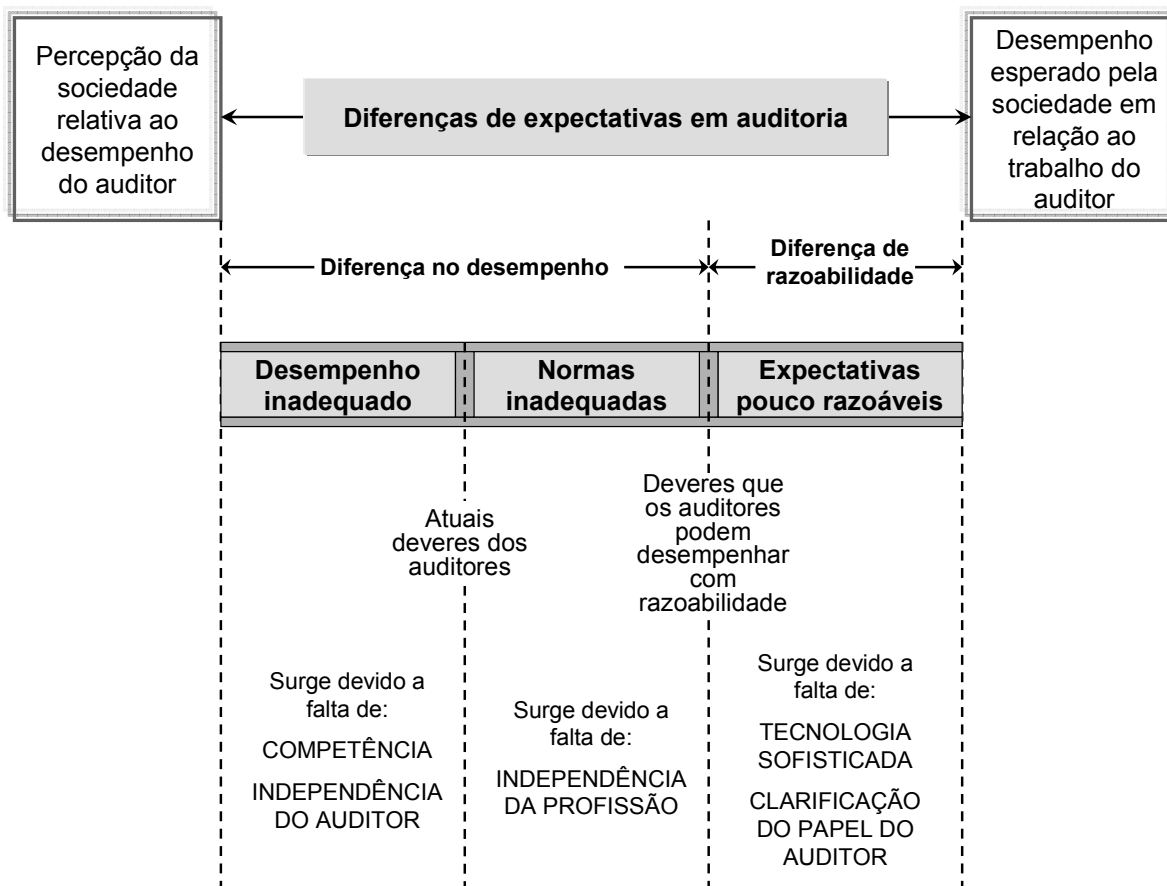 Percepção da
sociedade
relativa ao
desempenho
do auditor
Diferenças de expectativas em auditoria
Desempenho
esperado pela
sociedade em
relação ao
trabalho do
auditor
Diferença no desempenho
Diferença de
razoabilidade
Desempenho
inadequado
Normas
inadequadas
Expectativas
pouco razoáveis
Atuais
deveres dos
auditores
Deveres que
os auditores
podem
desempenhar
com
razoabilidade
Surge devido a
falta de:
COMPETÊNCIA
INDEPENDÊNCIA
DO AUDITOR
Surge devido a
falta de:
INDEPENDÊNCIA
DA PROFISSÃO
Surge devido a
falta de:
TECNOLOGIA
SOFISTICADA
CLARIFICAÇÃO
DO PAPEL DO
AUDITOR